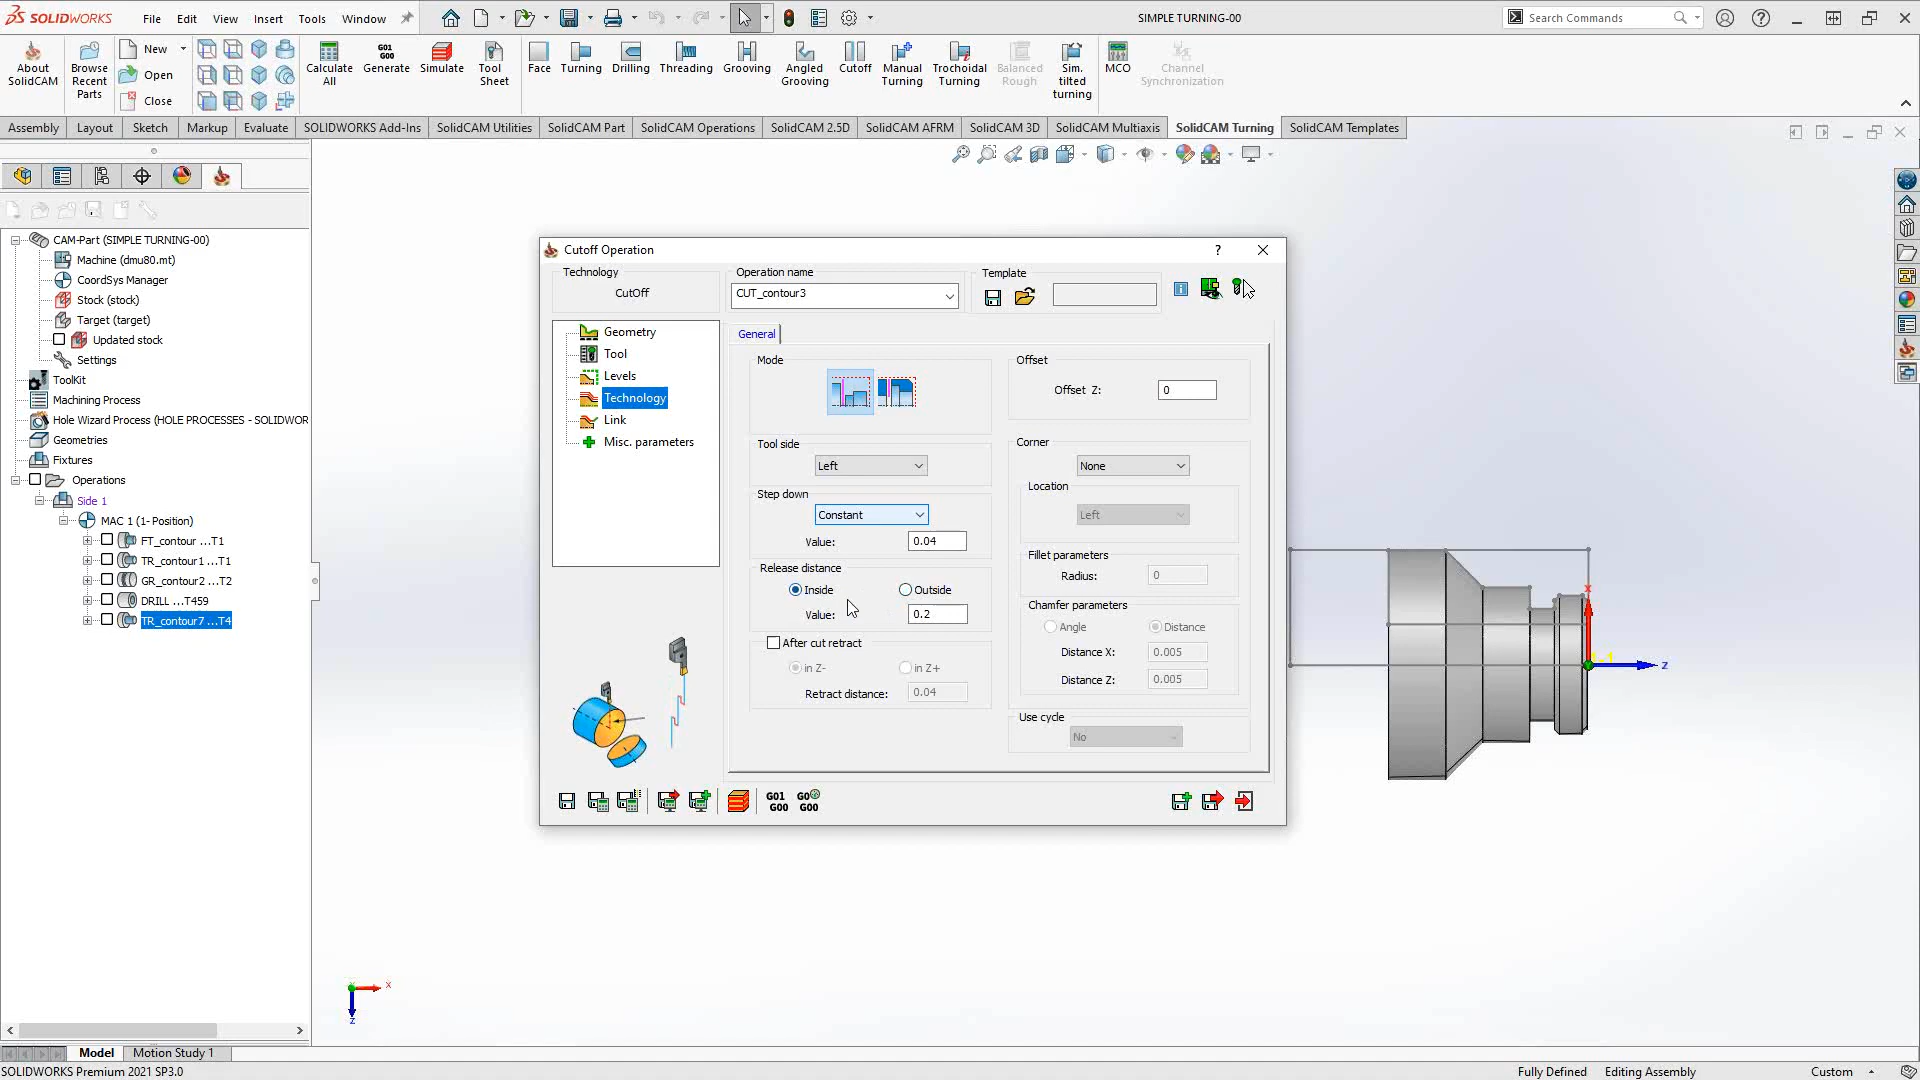 SOLIDWORKS File Edit View Insert Tools Window SIMPLE TURNING-00 Search Commands
About SolidCAM
Browse Recent Parts
New
Open
Close
Calculate All
G01 G00 Generate
Simulate
Tool Sheet
Face
Turning
Drilling
Threading
Grooving
Angled Grooving
Cutoff
Manual Turning
Trochoidal Turning
Balanced Rough
Sim. tilted turning
MCO
Channel Synchronization
Assembly Layout Sketch Markup Evaluate SOLIDWORKS Add-Ins SolidCAM Utilities SolidCAM Part SolidCAM Operations SolidCAM 2.5D SolidCAM AFRM SolidCAM 3D SolidCAM Multiaxis SolidCAM Turning SolidCAM Templates
CAM-Part (SIMPLE TURNING-00)
Machine (dmu80.mt)
CoordSys Manager
Stock (stock)
Target (target)
Updated stock
Settings
ToolKit
Machining Process
Hole Wizard Process (HOLE PROCESSES - SOLIDWOR
Geometries
Fixtures
Operations
Side 1
MAC 1 (1- Position)
FT_contour ...T1
TR_contour1 ...T1
GR_contour2 ...T2
DRILL ...T459
TR_contour7 ...T4
Cutoff Operation ?
Technology
CutOff
Operation name
CUT_contour3
Template
Geometry
Tool
Levels
Technology
Link
Misc. parameters
General
Mode
Tool side
Left
Step down
Constant
Value: 0.04
Release distance
Inside Outside
Value: 0.2
After cut retract
in Z- in Z+
Retract distance: 0.04
Offset
Offset Z: 0
Corner
None
Location
Left
Fillet parameters
Radius: 0
Chamfer parameters
Angle Distance
Distance X: 0.005
Distance Z: 0.005
Use cycle
No
G01 G00
G0 G00
x
z
x
z
Model Motion Study 1
SOLIDWORKS Premium 2021 SP3.0 Fully Defined Editing Assembly Custom